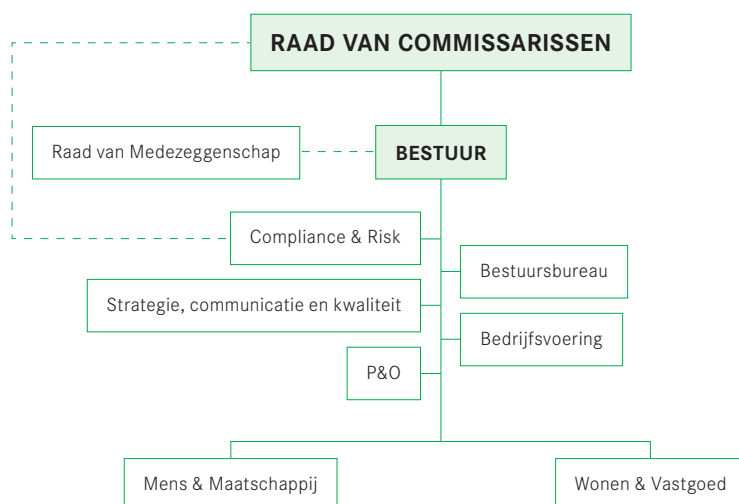 RAAD VAN COMMISSARISSEN
Raad van Medezeggenschap
BESTUUR
Compliance & Risk
Bestuursbureau
Strategie, communicatie en kwaliteit
Bedrijfsvoering
P&O
Mens & Maatschappij
Wonen & Vastgoed